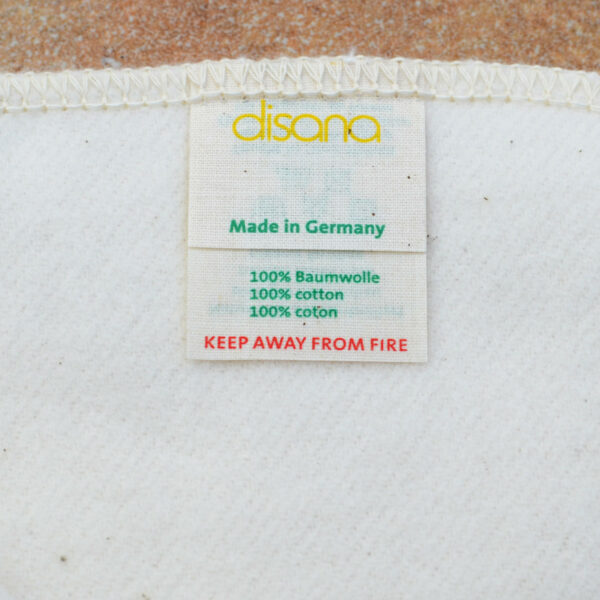 disana
Made in Germany
100% Baumwolle
100% cotton
100% coton
KEEP AWAY FROM FIRE